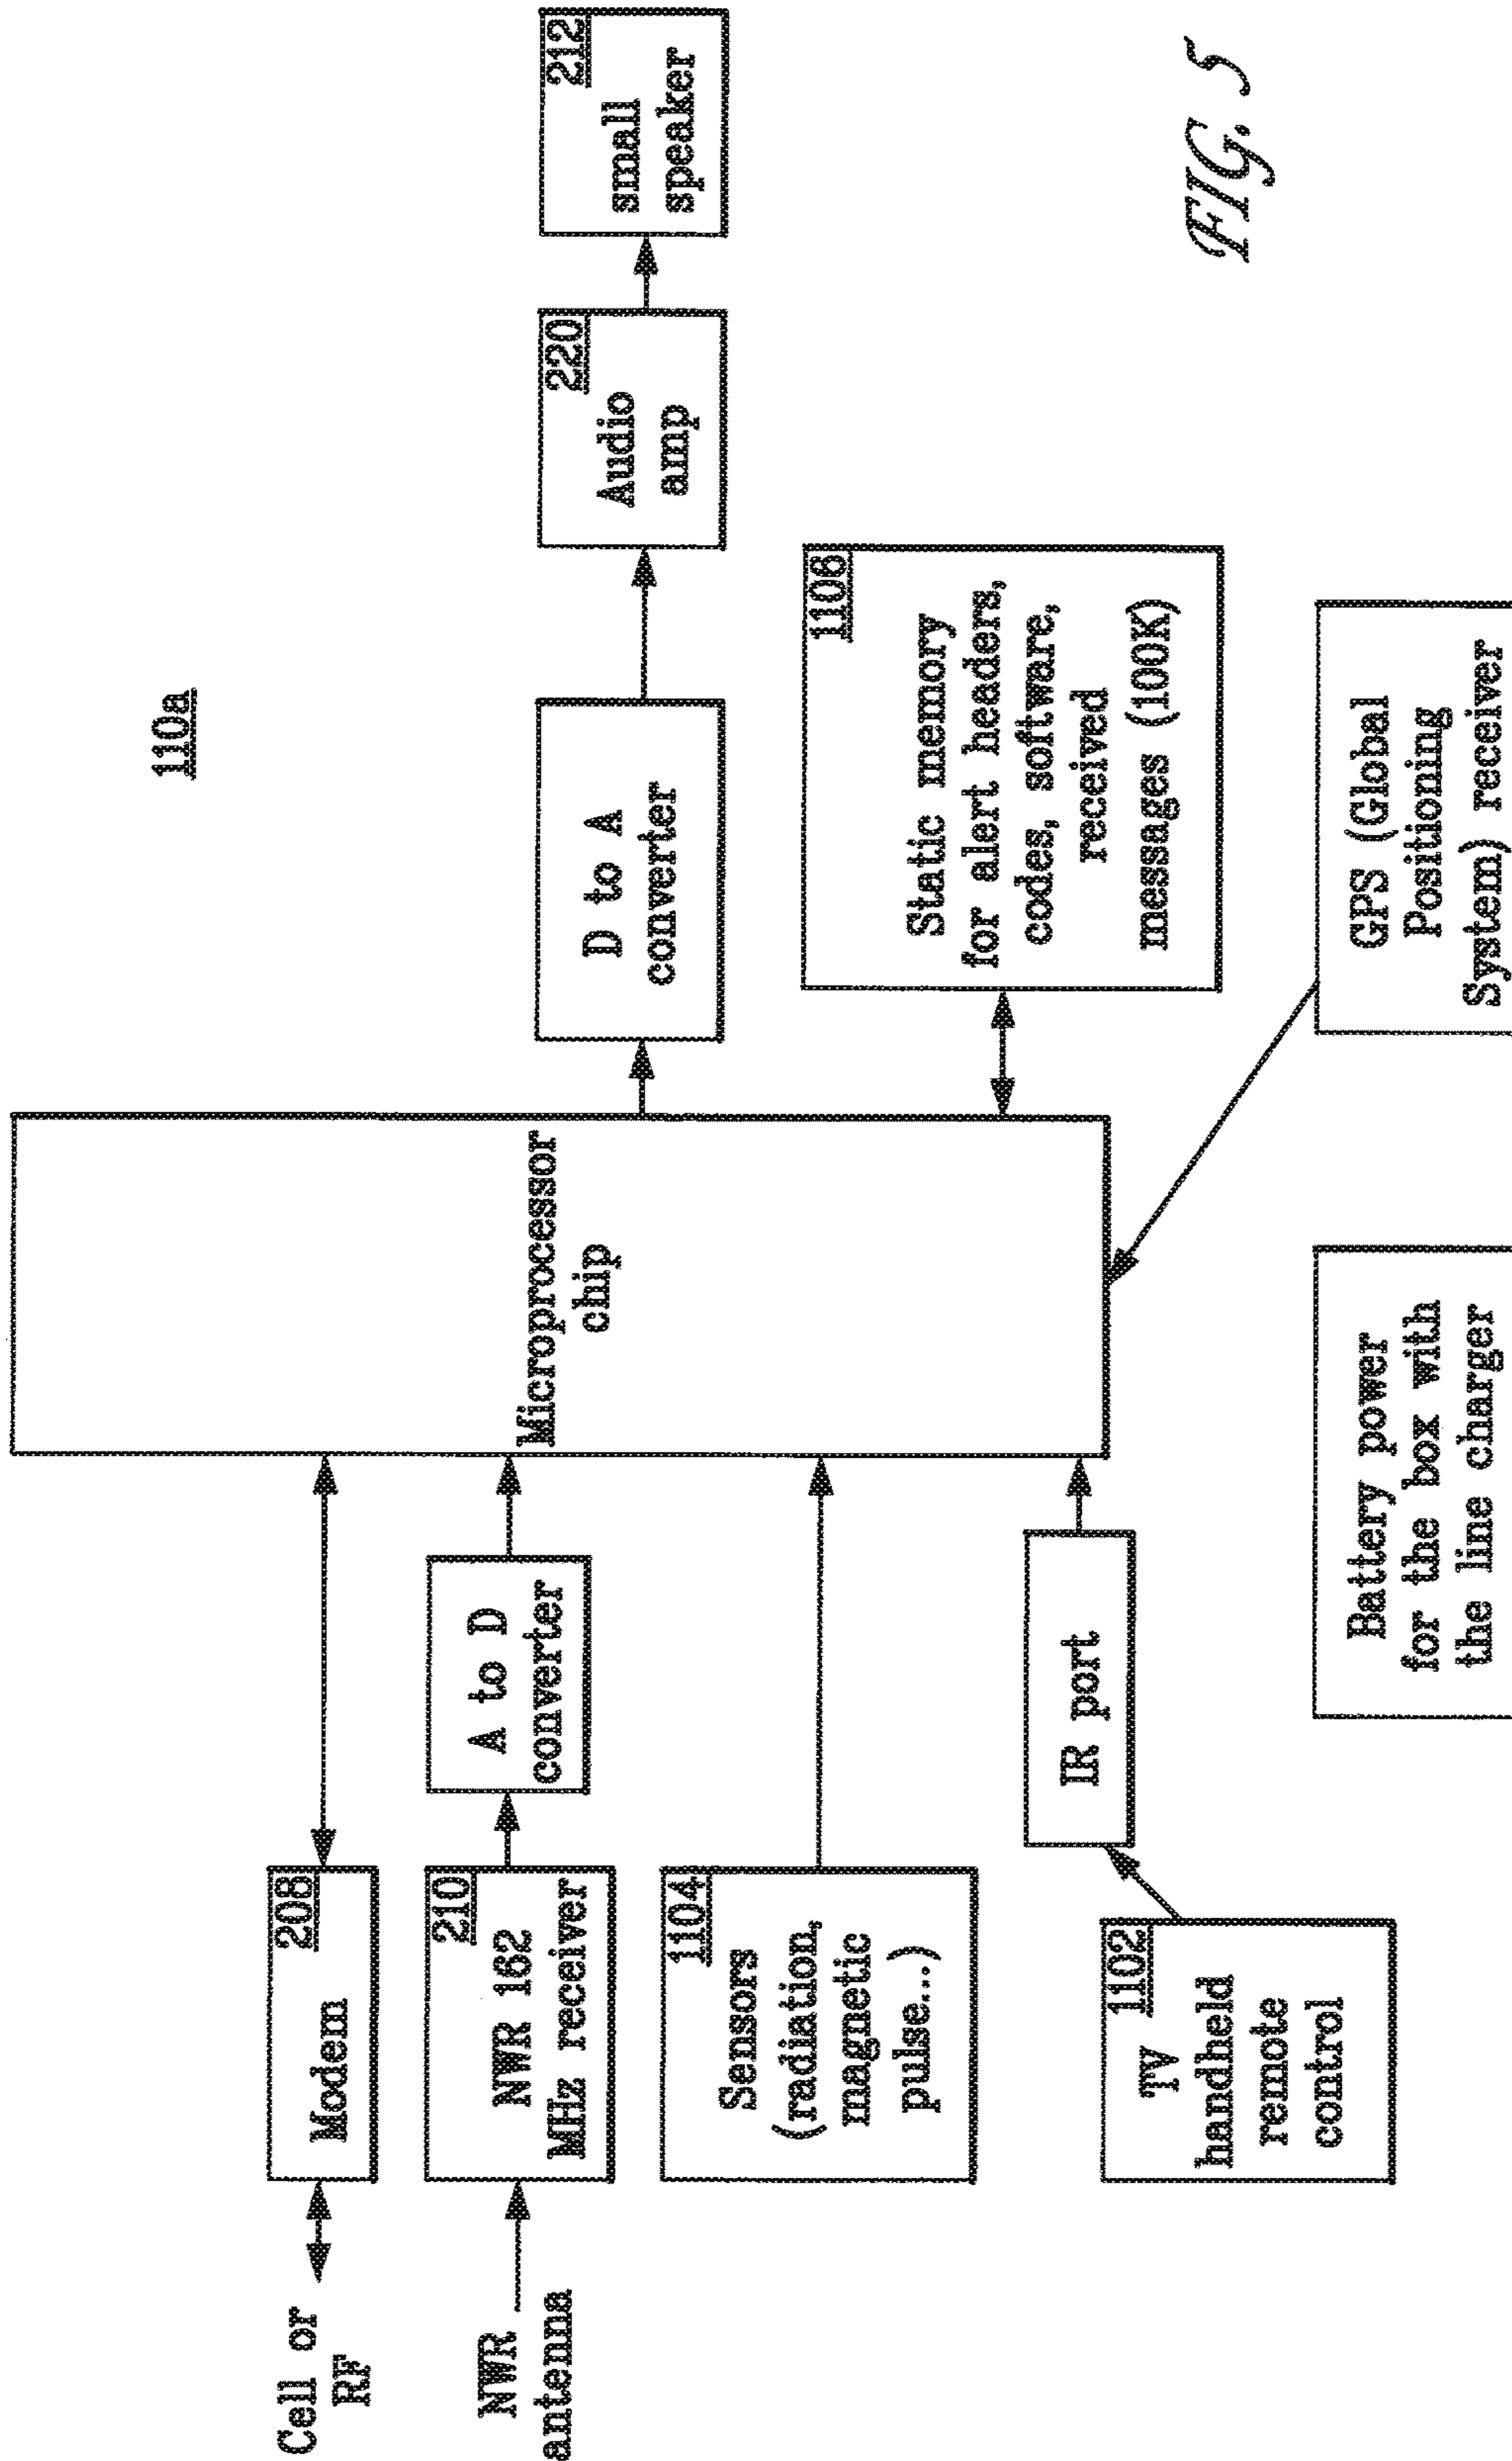 110a
Cell or
RF
208
Modem
NWR
antenna
210
NWR 162
MHz receiver
A to D
converter
1104
Sensors
(radiation,
magnetic
pulse...)
1102
TV
handheld
remote
control
IR port
Microprocessor
chip
D to A
converter
220
Audio
amp
212
small
speaker
1106
Static memory
for alert headers,
codes, software,
received
messages (100K)
Battery power
for the box with
the line charger
GPS (Global
Positioning
System) receiver
FIG. 5